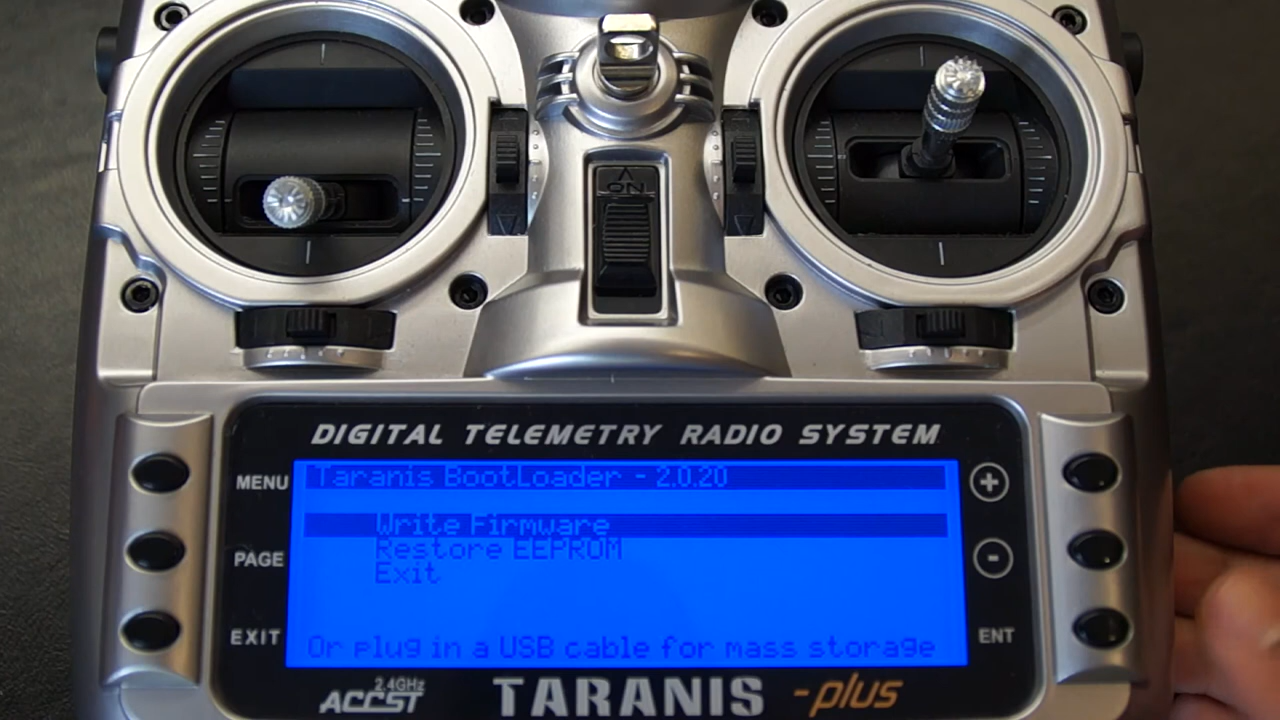 ON
DIGITAL TELEMETRY RADIO SYSTEM
MENU
PAGE
EXIT
Taranis BootLoader - 2.0.20
Write Firmware
Restore EEPROM
Exit
Or plug in a USB cable for mass storage
+
-
ENT
2.4GHz
ACCST
TARANIS -plus